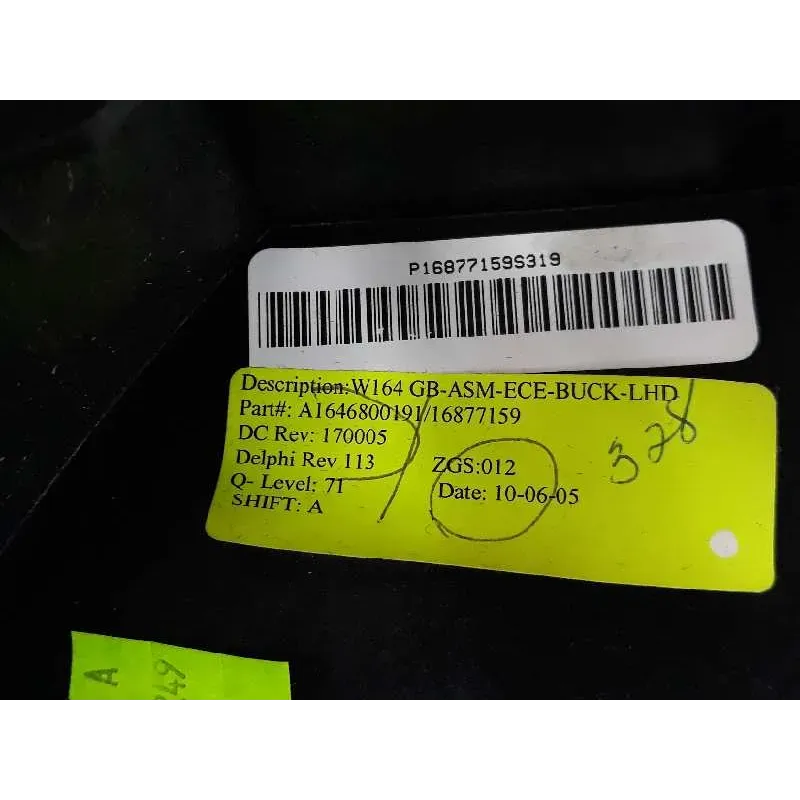 P16877159S319
Description: W164 GB-ASM-ECE-BUCK-LHD
Part#: A1646800191/16877159
DC Rev: 170005
Delphi Rev 113 ZGS:012
Q- Level: 71 Date: 10-06-05
SHIFT: A
328
A
249